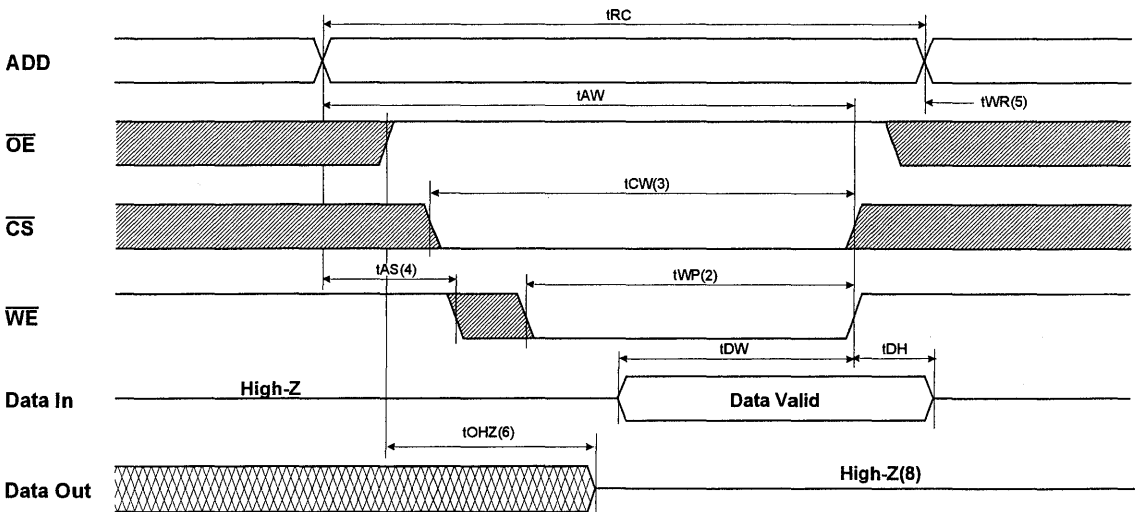 tRC
ADD
tAW
tWR(5)
OE
tCW(3)
CS
tAS(4)
tWP(2)
WE
tDW
tDH
High-Z
Data In
Data Valid
tOHZ(6)
High-Z(8)
Data Out